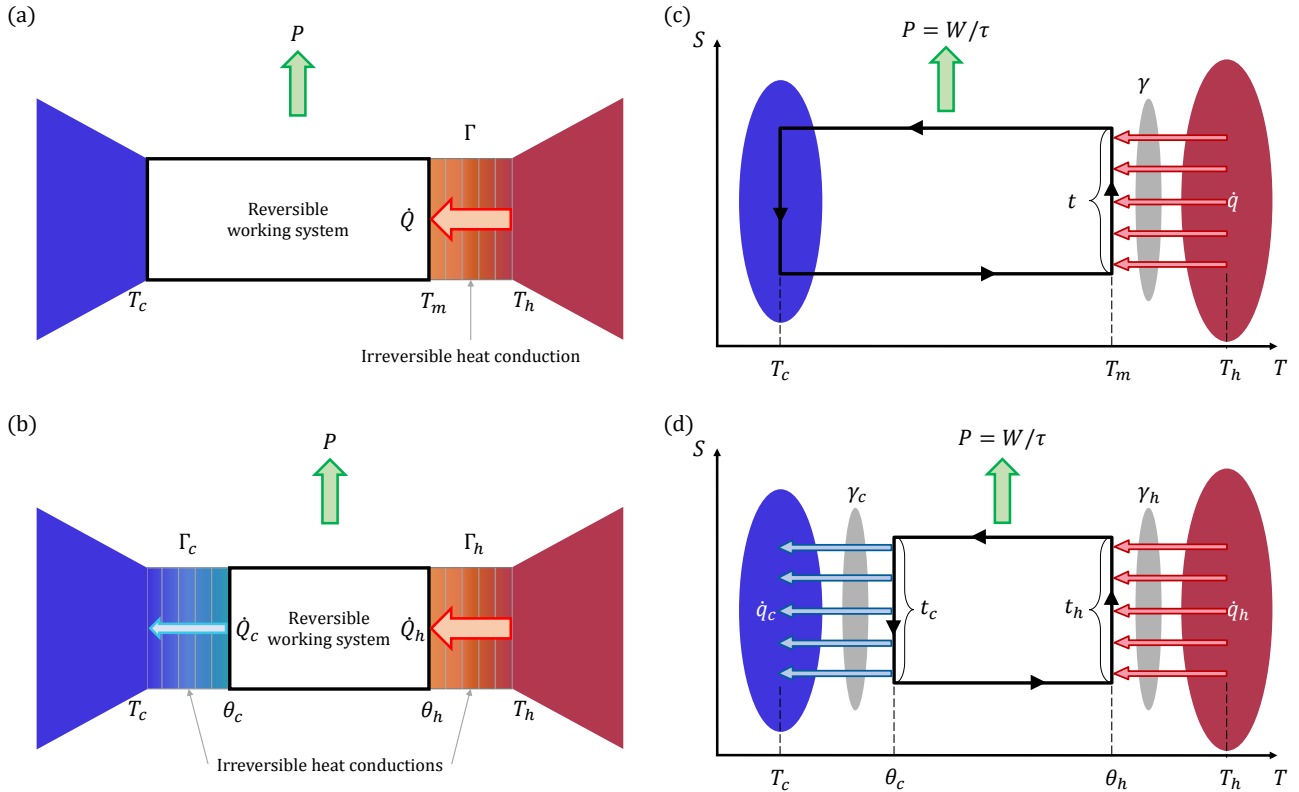 (a)
P
Γ
Reversible
working system
Q̇
T_c
T_m
T_h
Irreversible heat conduction
(b)
P
Γ_c
Γ_h
Q̇_c
Reversible
working system
Q̇_h
T_c
θ_c
θ_h
T_h
Irreversible heat conductions
(c)
S
P = W/τ
γ
t
q̇
T_c
T_m
T_h
T
(d)
S
P = W/τ
γ_c
γ_h
q̇_c
t_c
t_h
q̇_h
T_c
θ_c
θ_h
T_h
T